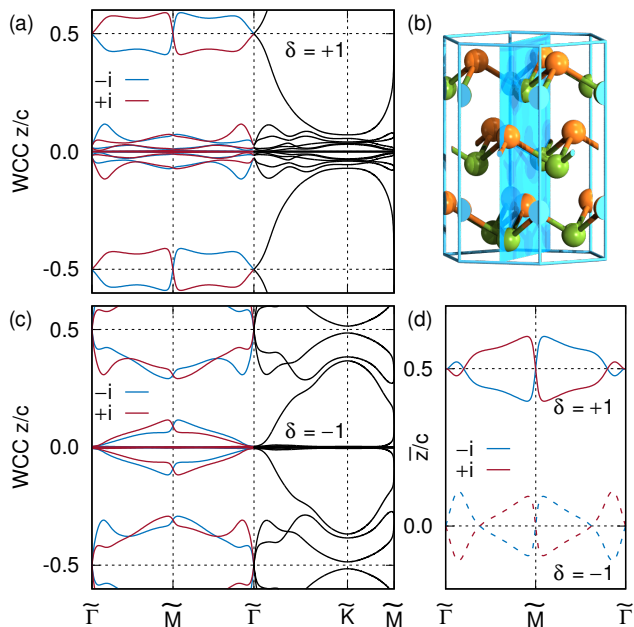 (a)
WCC z/c
0.5
0.0
-0.5
−i
+i
δ = +1
(b)
(c)
WCC z/c
0.5
0.0
-0.5
−i
+i
δ = −1
Γ̃ M̃ Γ̃ K̃ M̃
(d)
z̄/c
0.5
0.0
δ = +1
−i
+i
δ = −1
Γ̃ M̃ Γ̃